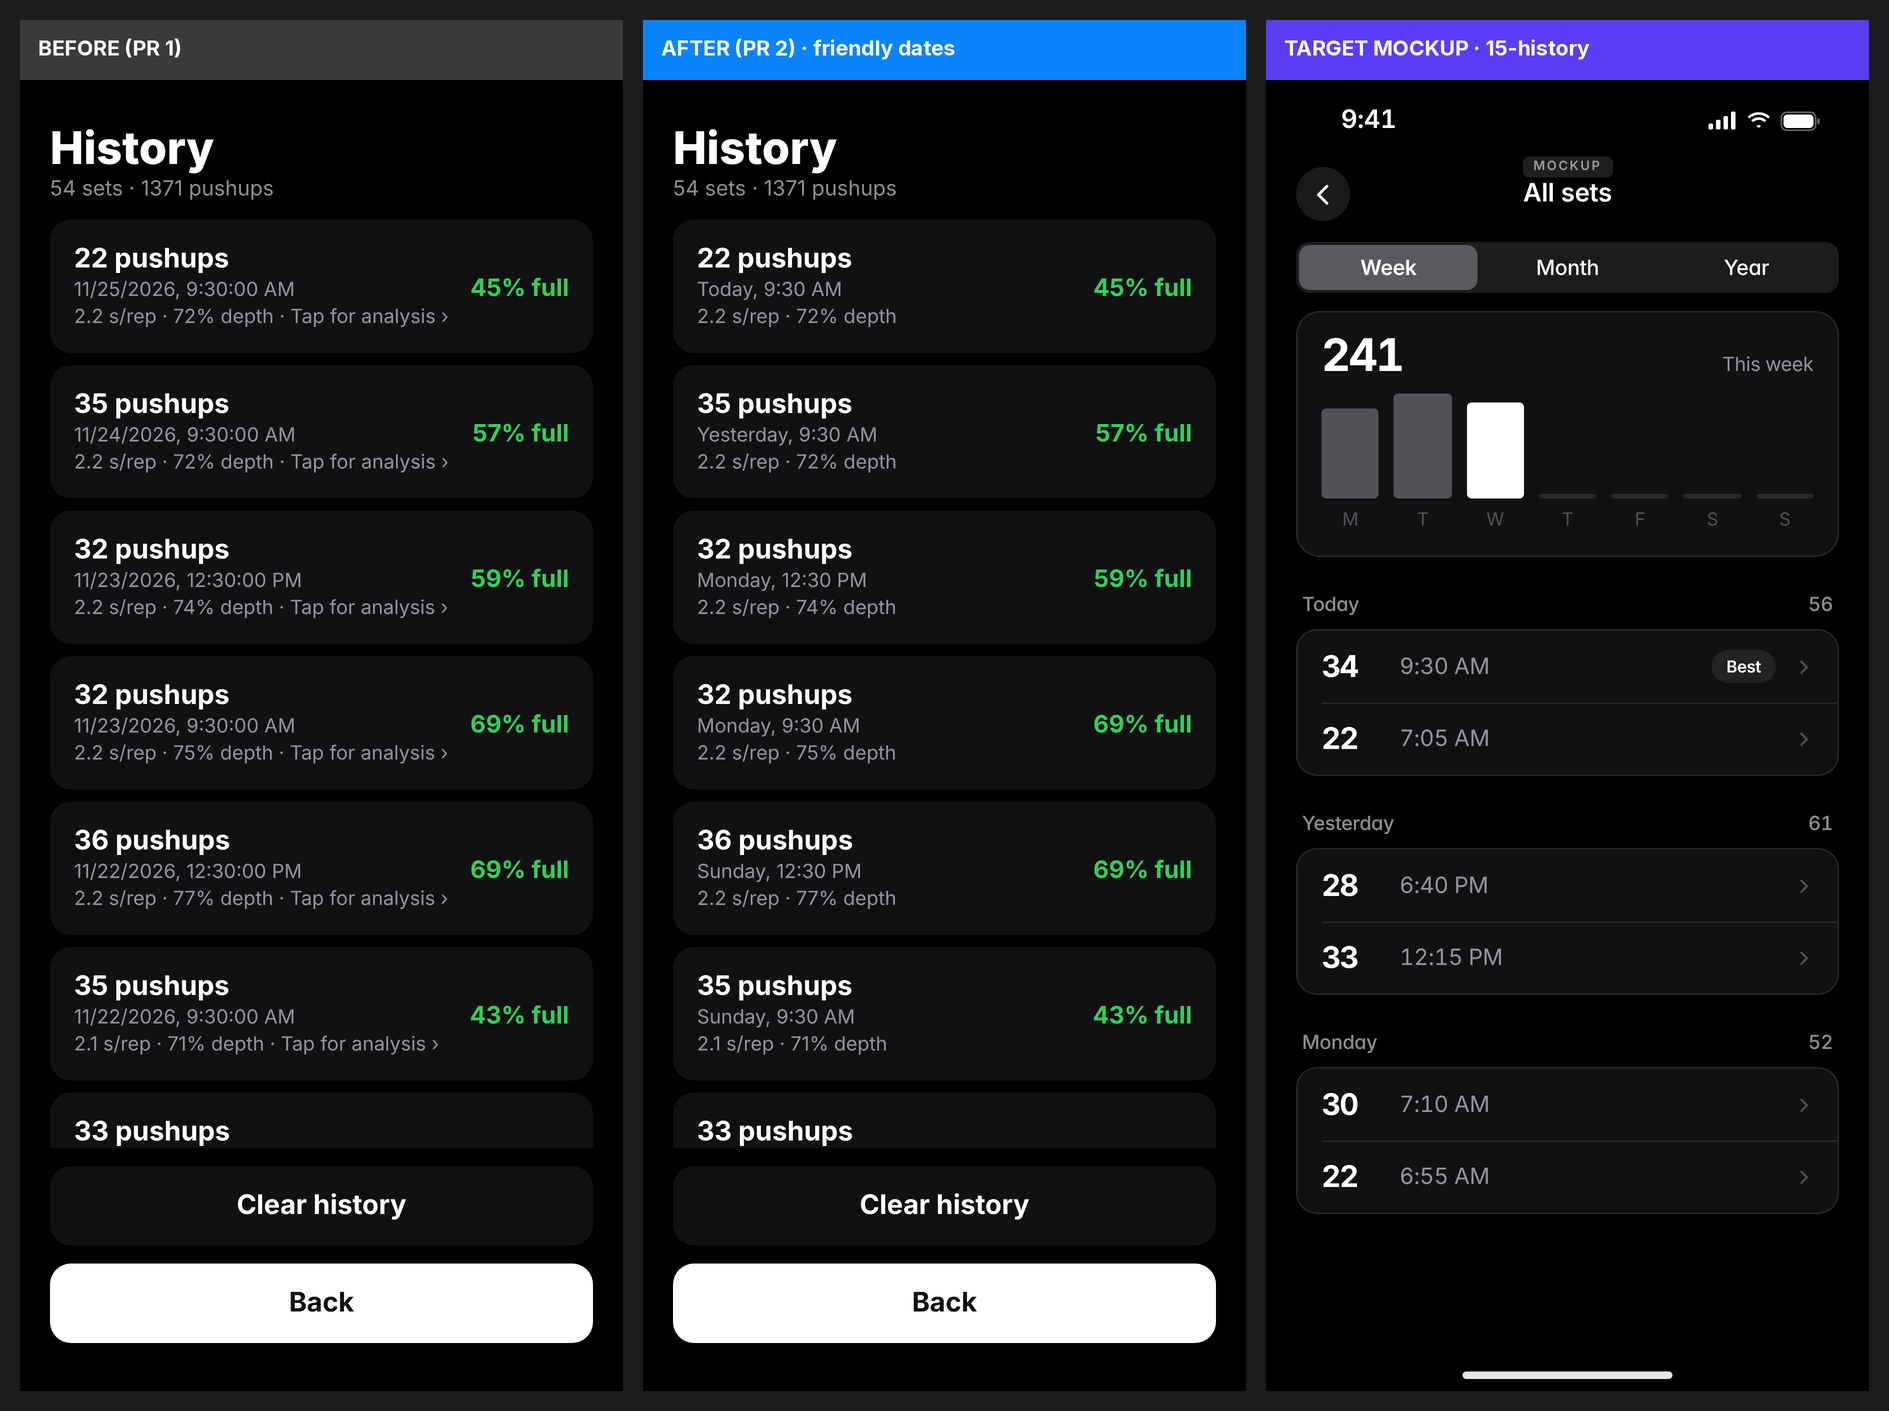 BEFORE (PR 1)
History
54 sets · 1371 pushups
22 pushups
11/25/2026, 9:30:00 AM
2.2 s/rep · 72% depth · Tap for analysis ›
45% full
35 pushups
11/24/2026, 9:30:00 AM
2.2 s/rep · 72% depth · Tap for analysis ›
57% full
32 pushups
11/23/2026, 12:30:00 PM
2.2 s/rep · 74% depth · Tap for analysis ›
59% full
32 pushups
11/23/2026, 9:30:00 AM
2.2 s/rep · 75% depth · Tap for analysis ›
69% full
36 pushups
11/22/2026, 12:30:00 PM
2.2 s/rep · 77% depth · Tap for analysis ›
69% full
35 pushups
11/22/2026, 9:30:00 AM
2.1 s/rep · 71% depth · Tap for analysis ›
43% full
33 pushups
Clear history
Back
AFTER (PR 2) · friendly dates
History
54 sets · 1371 pushups
22 pushups
Today, 9:30 AM
2.2 s/rep · 72% depth
45% full
35 pushups
Yesterday, 9:30 AM
2.2 s/rep · 72% depth
57% full
32 pushups
Monday, 12:30 PM
2.2 s/rep · 74% depth
59% full
32 pushups
Monday, 9:30 AM
2.2 s/rep · 75% depth
69% full
36 pushups
Sunday, 12:30 PM
2.2 s/rep · 77% depth
69% full
35 pushups
Sunday, 9:30 AM
2.1 s/rep · 71% depth
43% full
33 pushups
Clear history
Back
TARGET MOCKUP · 15-history
9:41
MOCKUP
All sets
Week Month Year
241 This week
M T W T F S S
Today 56
34 9:30 AM Best
22 7:05 AM
Yesterday 61
28 6:40 PM
33 12:15 PM
Monday 52
30 7:10 AM
22 6:55 AM